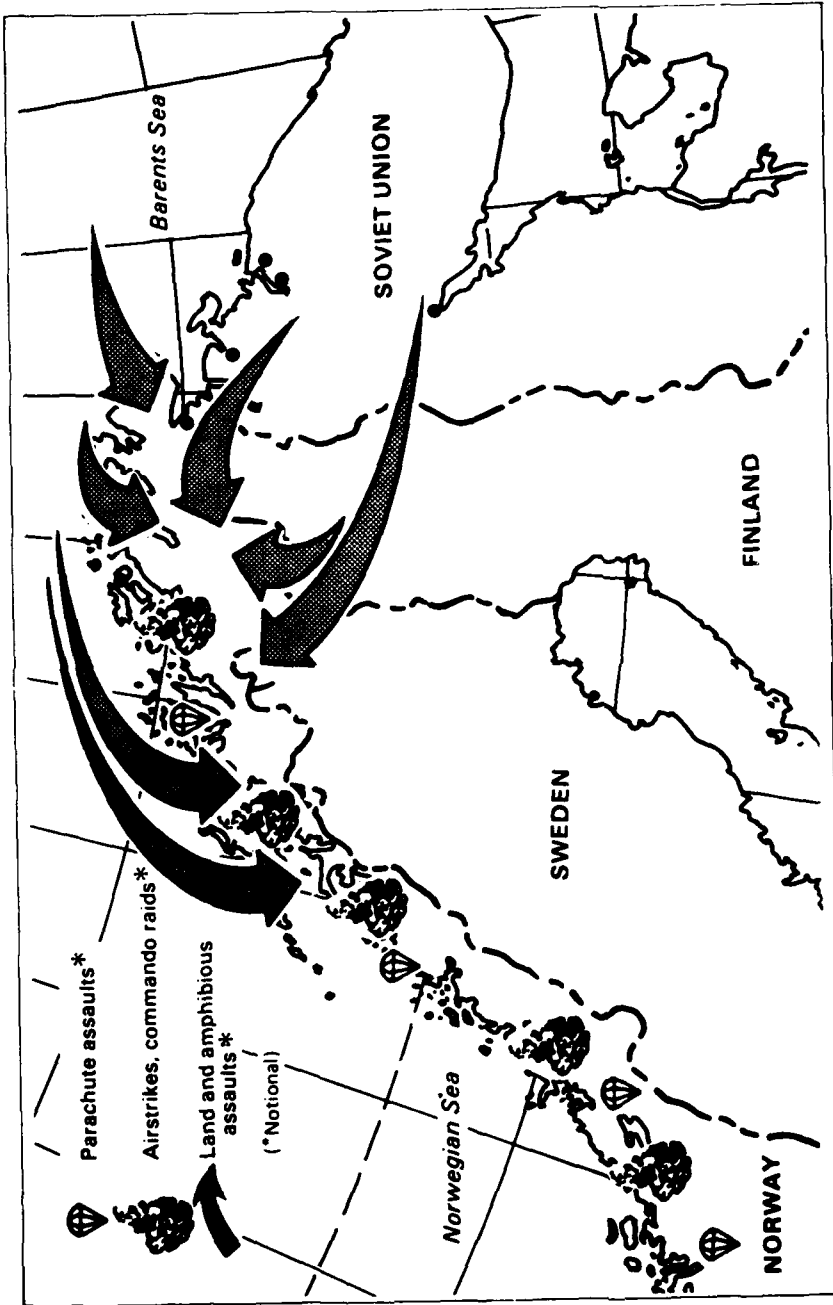 Parachute assaults*
Airstrikes, commando raids*
Land and amphibious
assaults*
(*Notional)
Barents Sea
Norwegian Sea
SOVIET UNION
FINLAND
SWEDEN
NORWAY